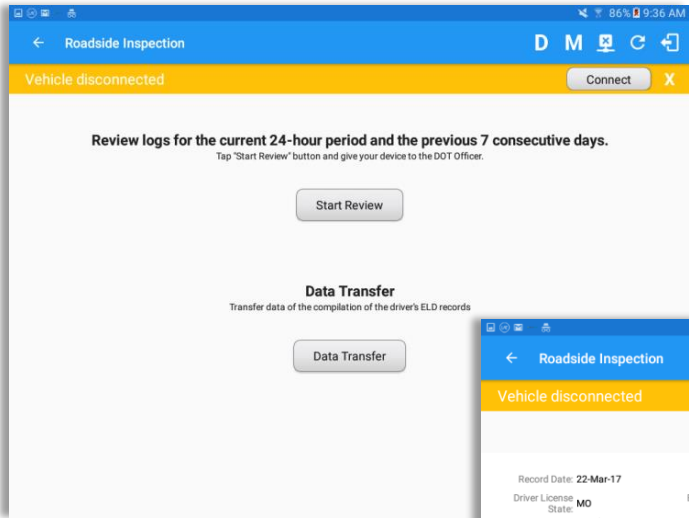 86% 9:36 AM
Roadside Inspection
D M
Vehicle disconnected
Connect X
Review logs for the current 24-hour period and the previous 7 consecutive days.
Tap "Start Review" button and give your device to the DOT Officer.
Start Review
Data Transfer
Transfer data of the compilation of the driver's ELD records
Data Transfer
Roadside Inspection
Vehicle disconnected
Record Date: 22-Mar-17
Driver License
State: MO